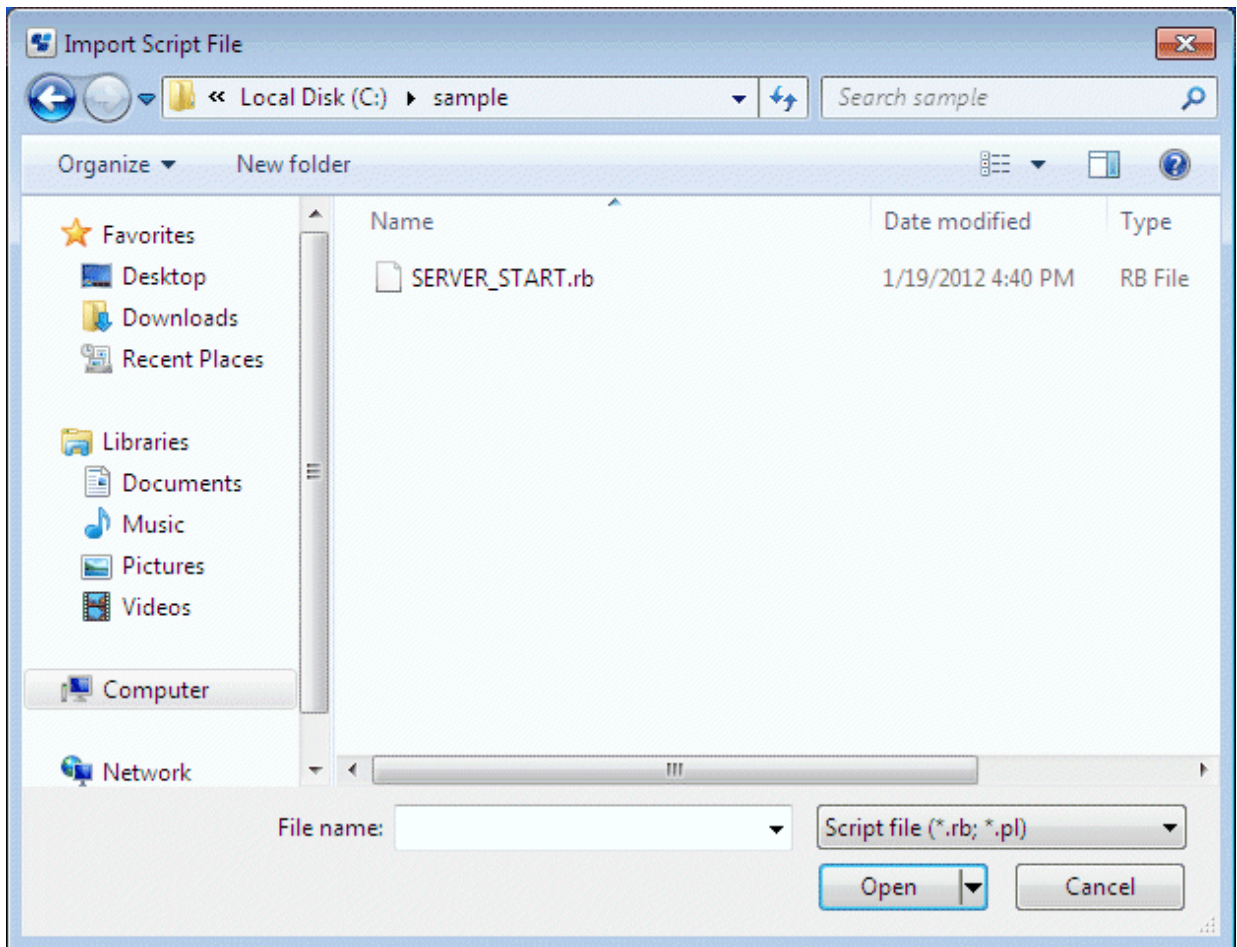 Import Script File
« Local Disk (C:) sample
Search sample
Organize New folder
Name Date modified Type
SERVER_START.rb 1/19/2012 4:40 PM RB File
Favorites
Desktop
Downloads
Recent Places
Libraries
Documents
Music
Pictures
Videos
Computer
Network
File name: Script file (*.rb; *.pl)
Open Cancel